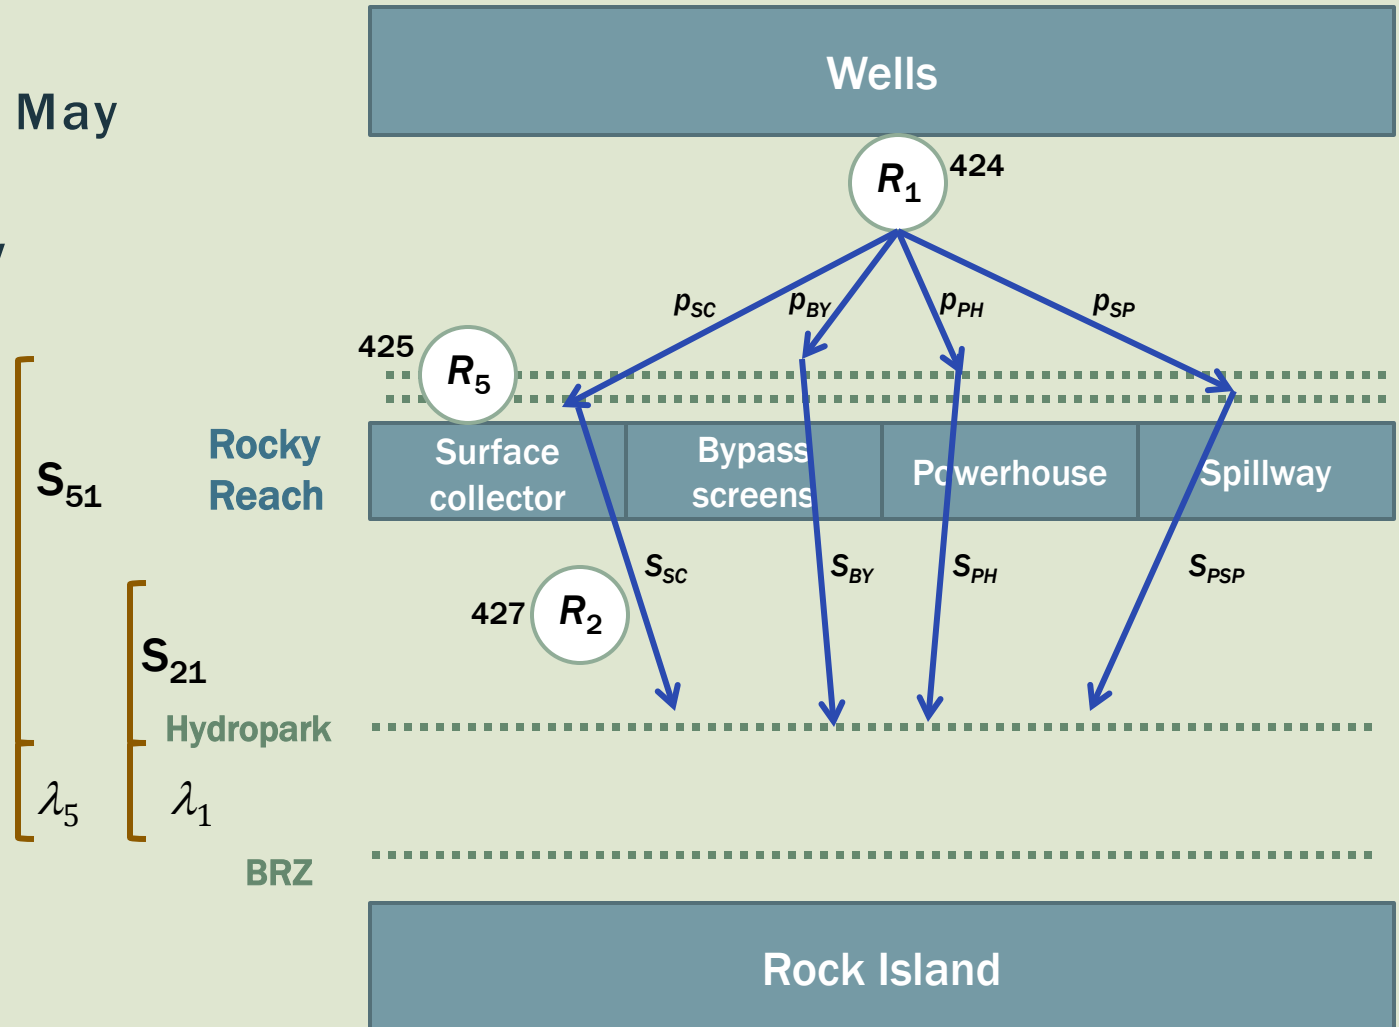 Wells
May
R1
424
pSC
pBY
pPH
pSP
425
R5
Rocky
Reach
Surface
collector
Bypass
screens
Powerhouse
Spillway
S51
SSC
SBY
SPH
SPSP
427
R2
S21
Hydropark
λ5
λ1
BRZ
Rock Island